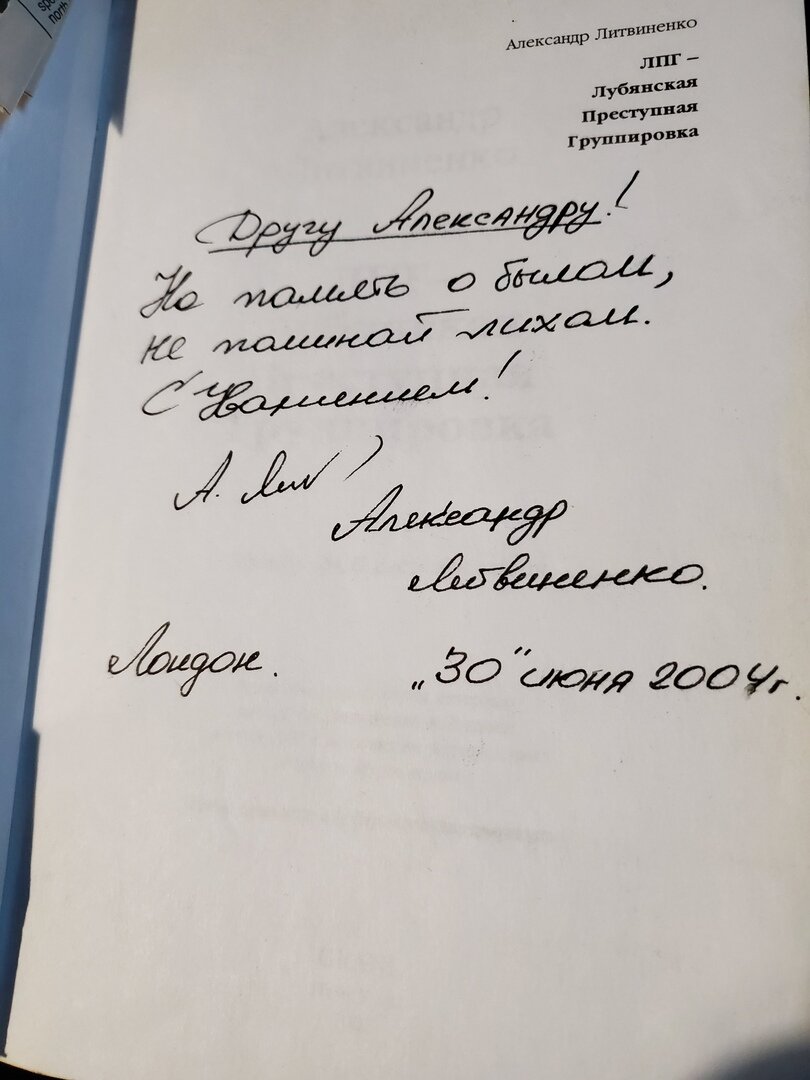 Александр Литвиненко
ЛПГ –
Лубянская
Преступная
Группировка
Другу Александру!
На память о былом,
не поминай лихом.
С Уважением!
Александр
Литвиненко.
Лондон.
„30" июня 2004г.